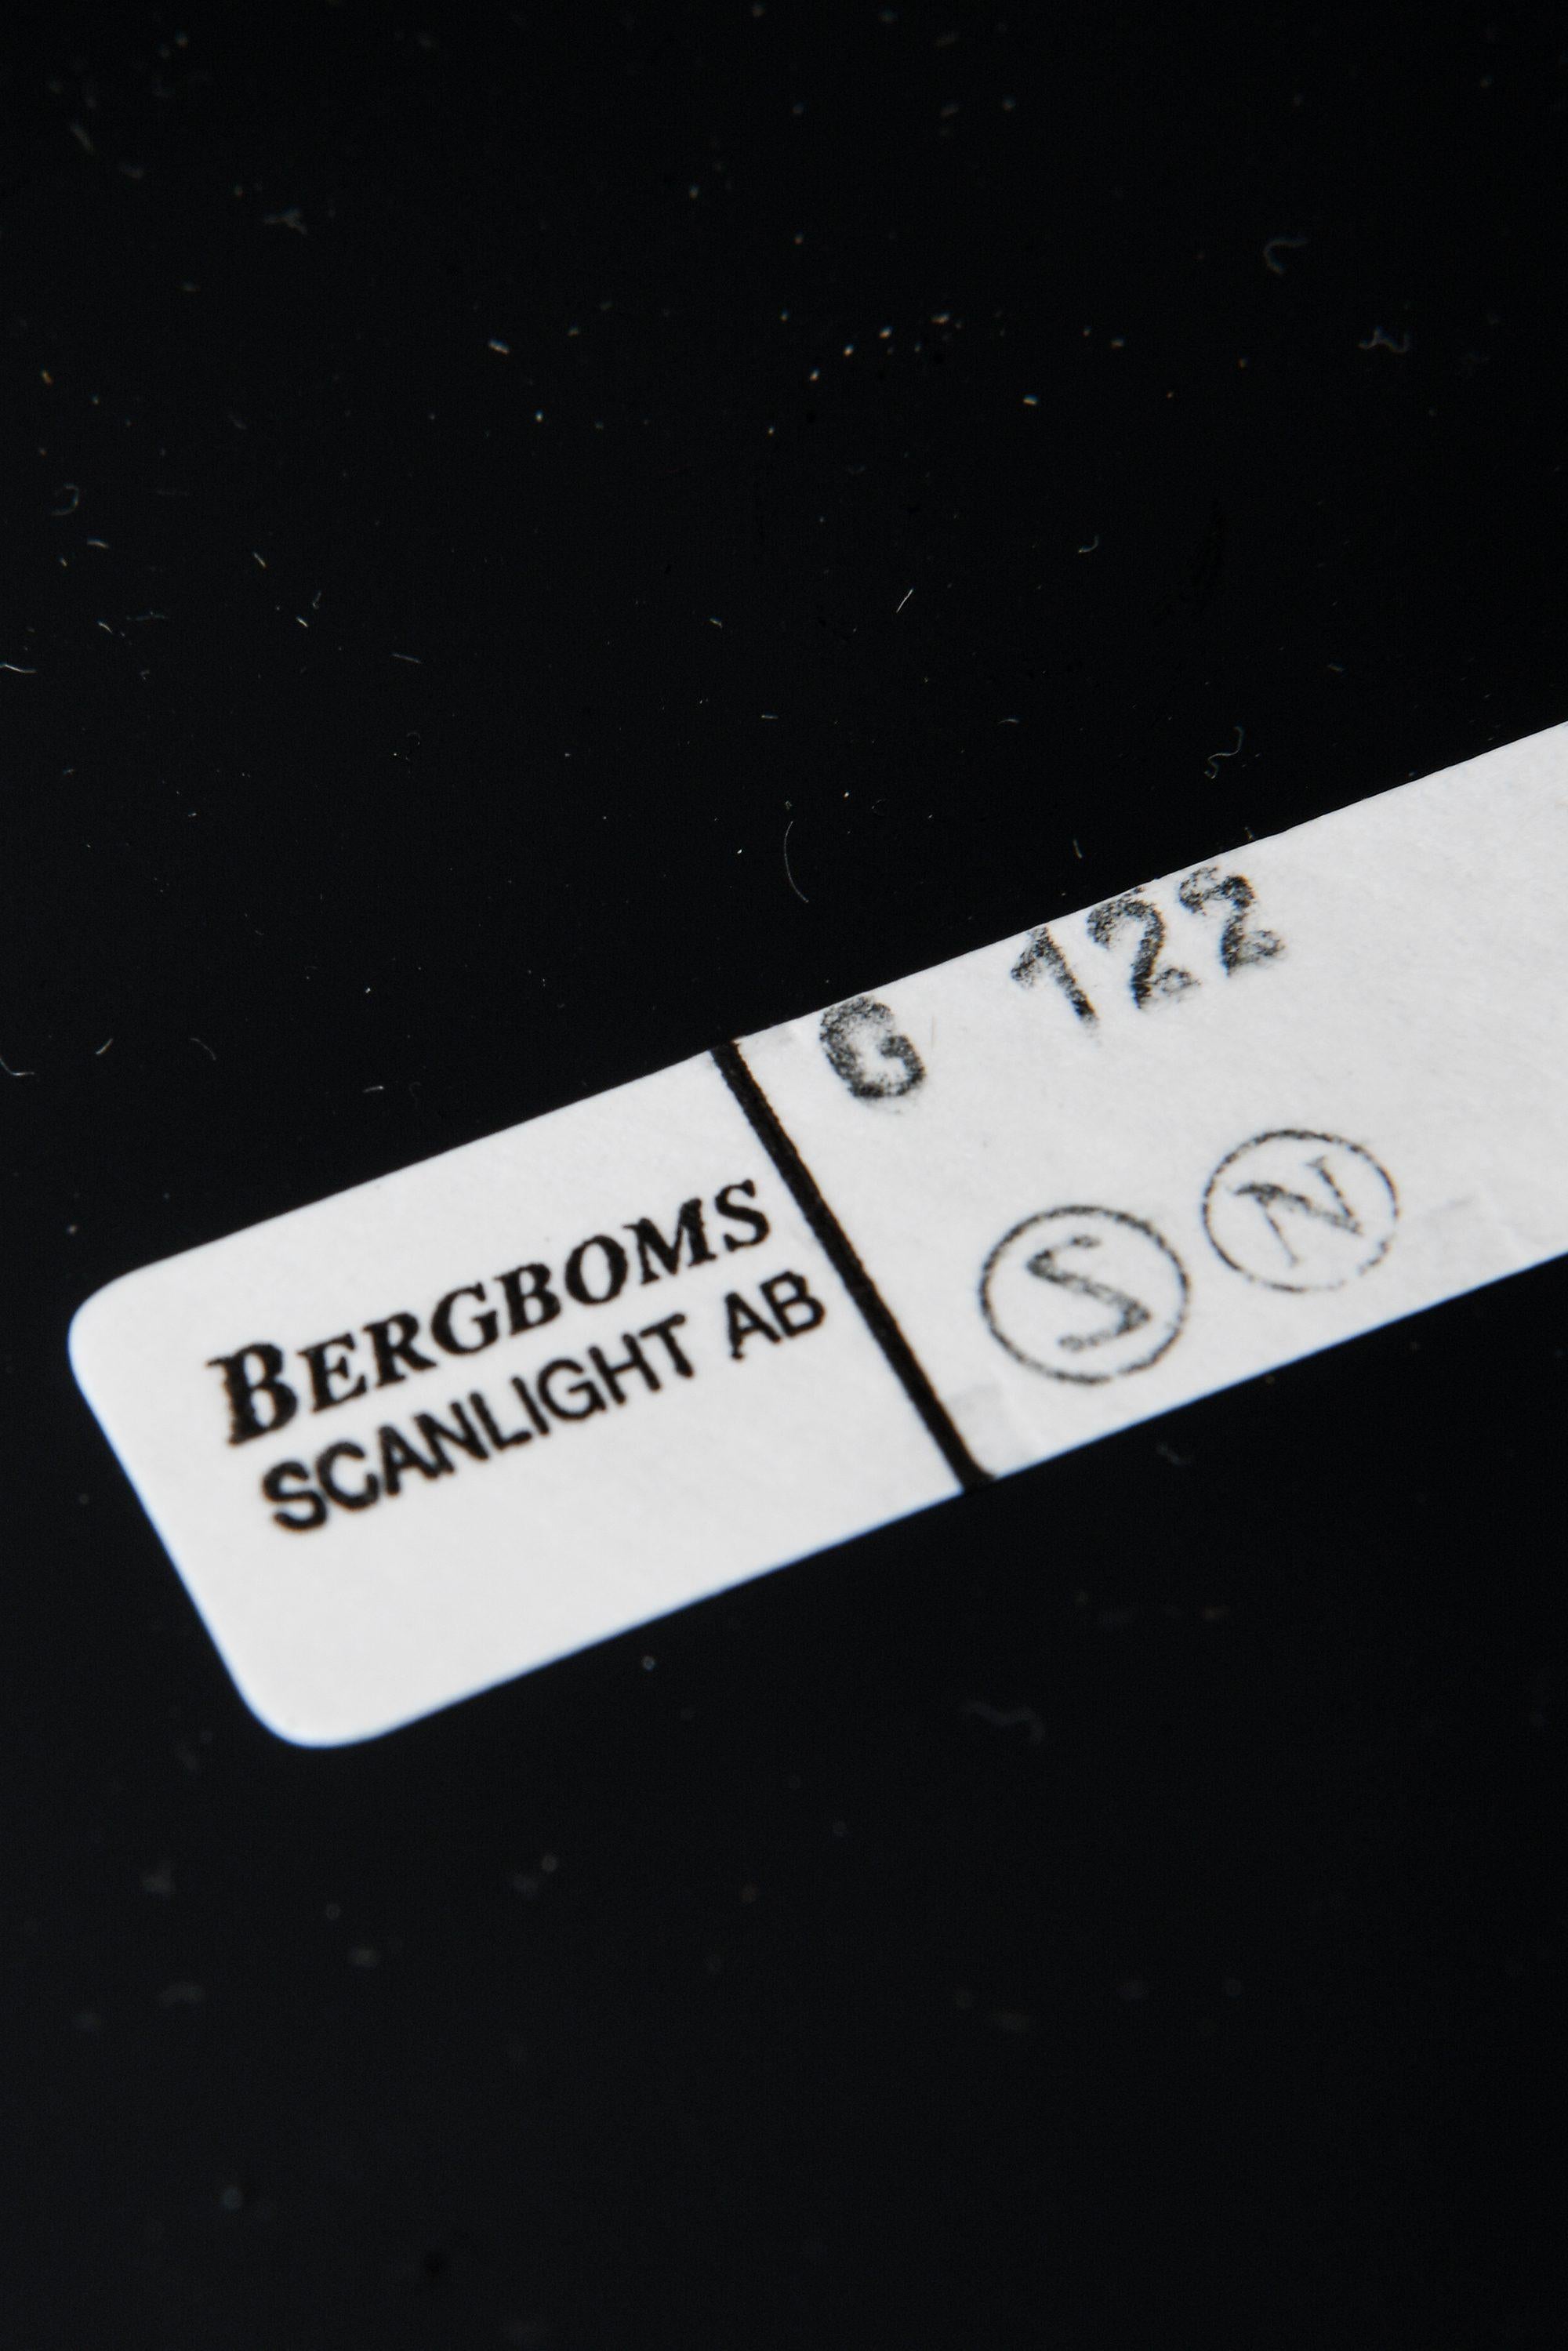 BERGBOMS
SCANLIGHT AB
G 122
S N